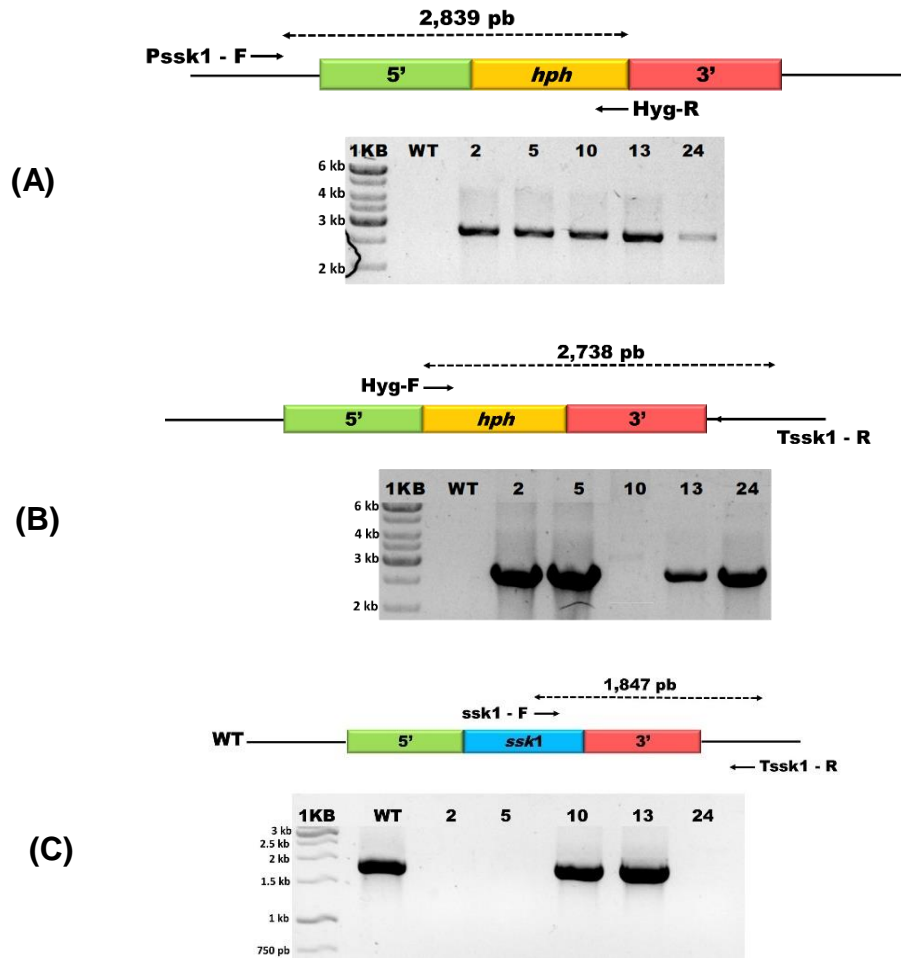 2,839 pb
Pssk1 - F
5' hph 3'
Hyg-R
(A)
1KB WT 2 5 10 13 24
6 kb
4 kb
3 kb
2 kb
2,738 pb
Hyg-F
5' hph 3'
Tssk1 - R
(B)
1KB WT 2 5 10 13 24
6 kb
4 kb
3 kb
2 kb
1,847 pb
ssk1 - F
WT 5' ssk1 3'
Tssk1 - R
(C)
1KB WT 2 5 10 13 24
3 kb
2.5 kb
2 kb
1.5 kb
1 kb
750 pb